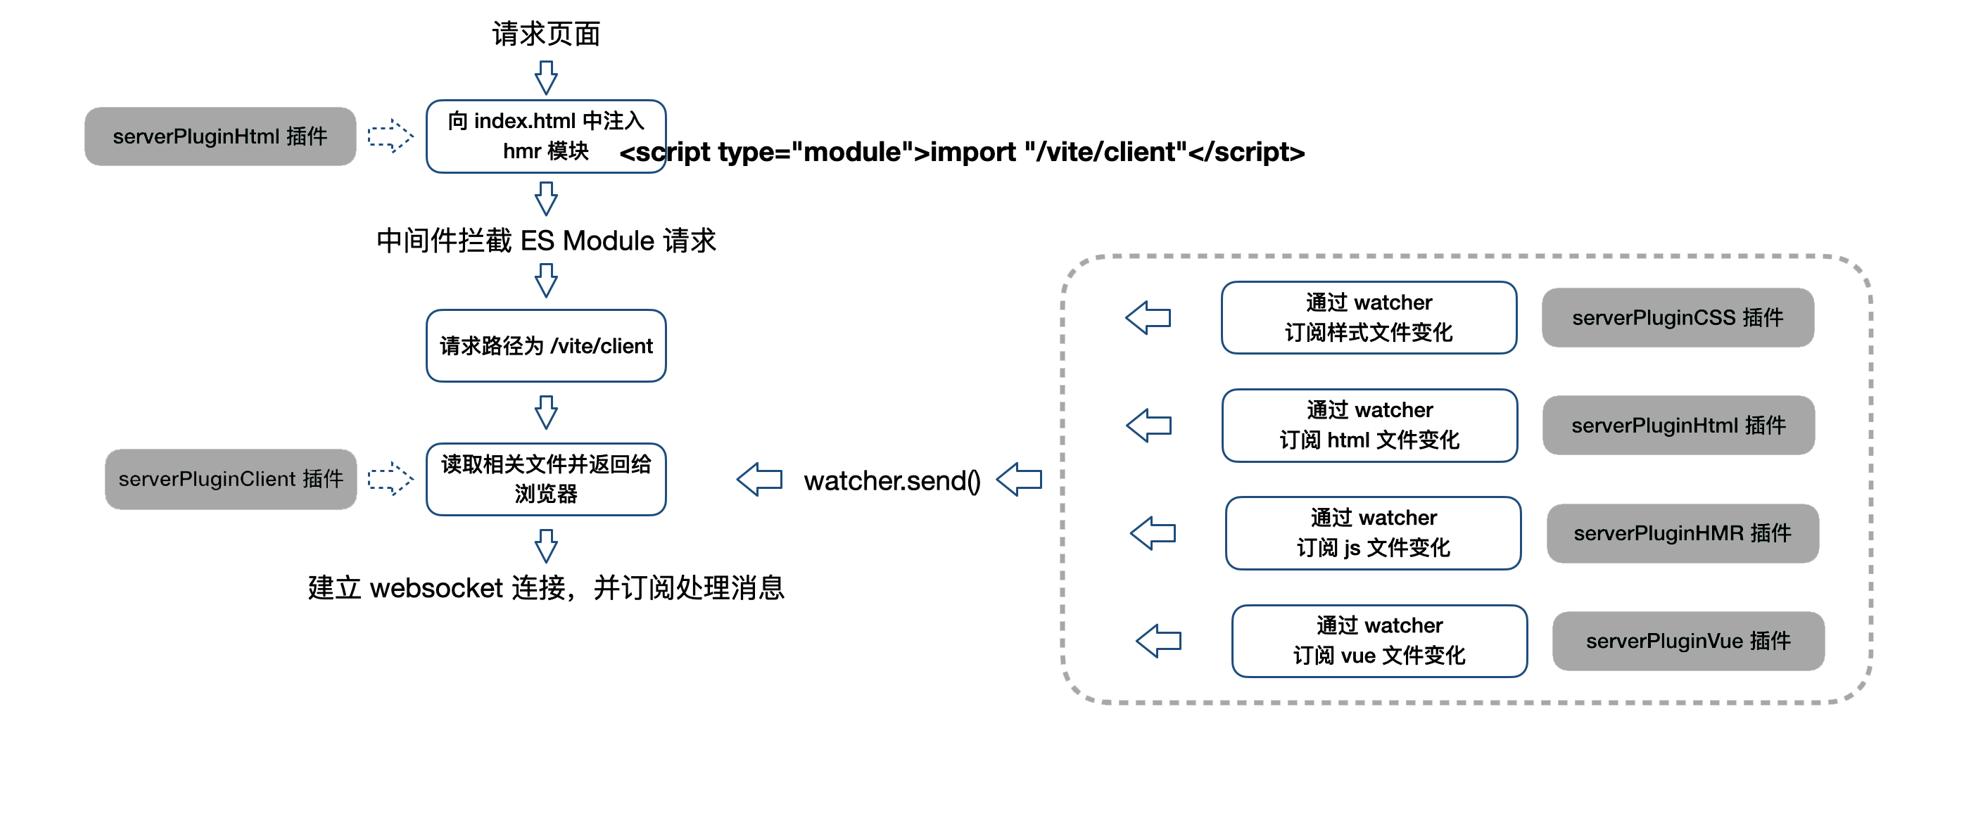 请求页面
serverPluginHtml 插件
向 index.html 中注入
hmr 模块
<script type="module">import "/vite/client"</script>
中间件拦截 ES Module 请求
请求路径为 /vite/client
serverPluginClient 插件
读取相关文件并返回给
浏览器
建立 websocket 连接，并订阅处理消息
watcher.send()
通过 watcher
订阅样式文件变化
serverPluginCSS 插件
通过 watcher
订阅 html 文件变化
serverPluginHtml 插件
通过 watcher
订阅 js 文件变化
serverPluginHMR 插件
通过 watcher
订阅 vue 文件变化
serverPluginVue 插件